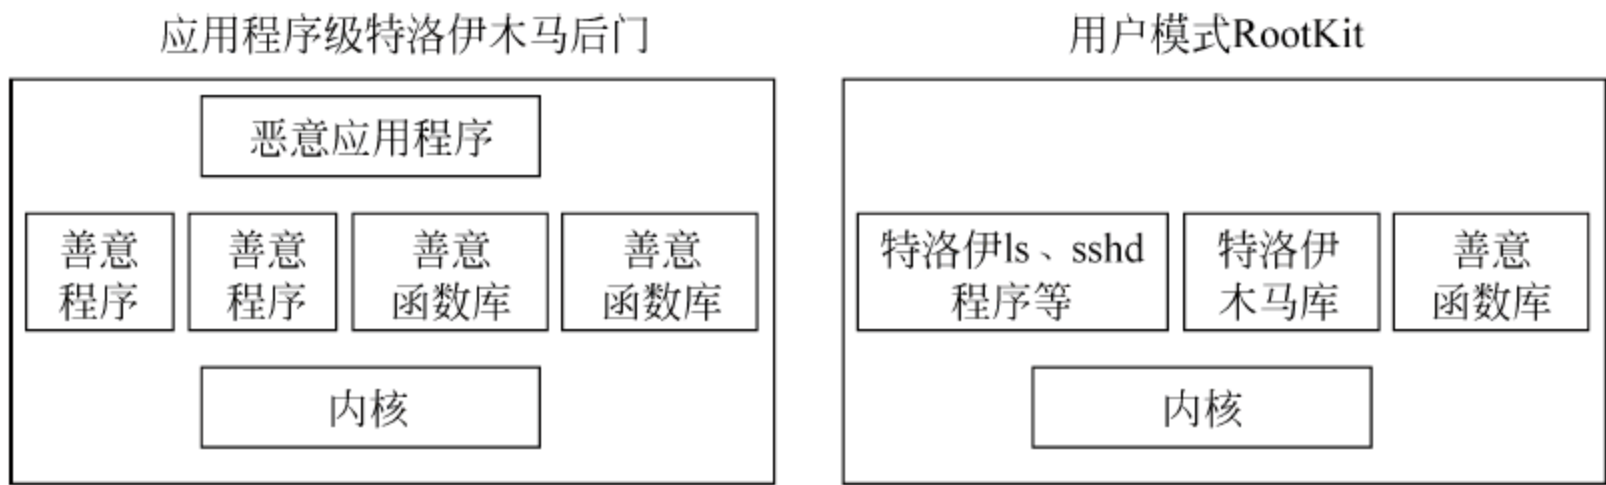 应用程序级特洛伊木马后门
恶意应用程序
善意
程序
善意
程序
善意
函数库
善意
函数库
内核
用户模式RootKit
特洛伊ls、sshd
程序等
特洛伊
木马库
善意
函数库
内核